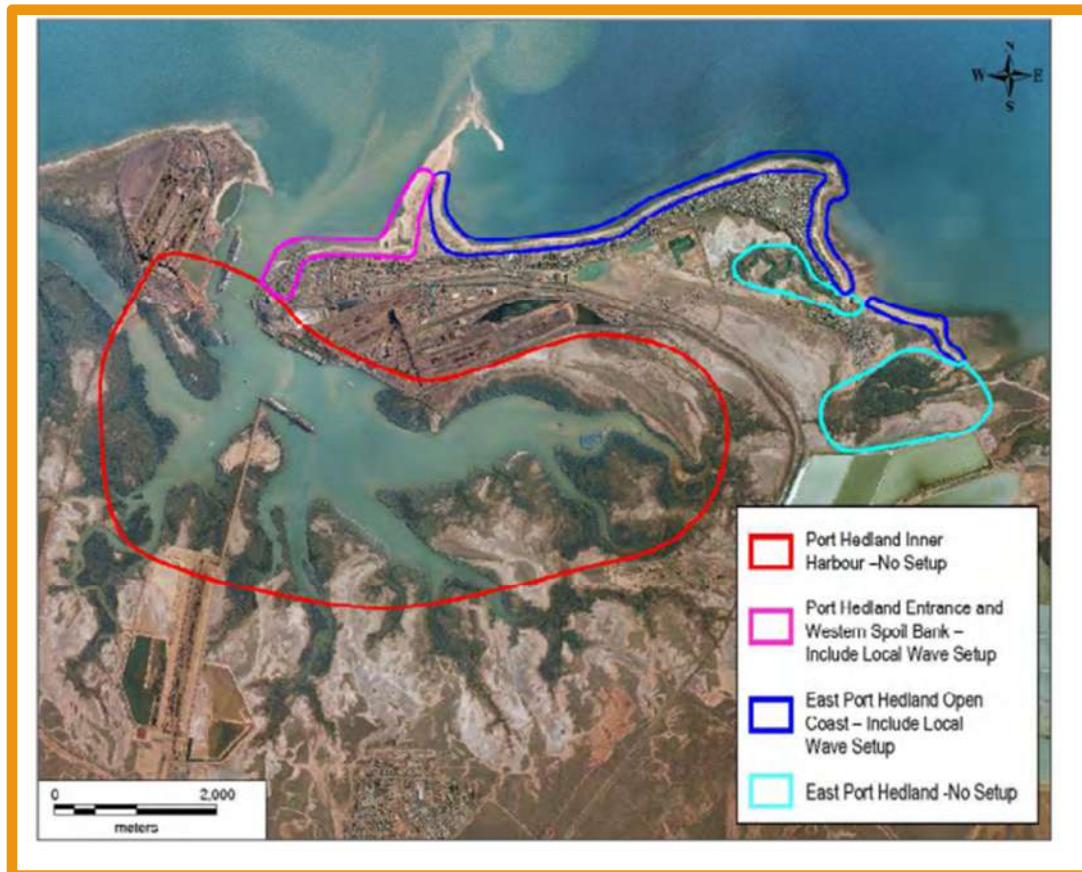 N
W E
S
Port Hedland Inner
Harbour –No Setup
Port Hedland Entrance and
Western Spoil Bank –
Include Local Wave Setup
East Port Hedland Open
Coast – Include Local
Wave Setup
East Port Hedland -No Setup
0 2,000
meters